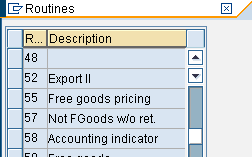 Routines
R... Description
48
52 Export II
55 Free goods pricing
57 Not FGoods w/o ret.
58 Accounting indicator